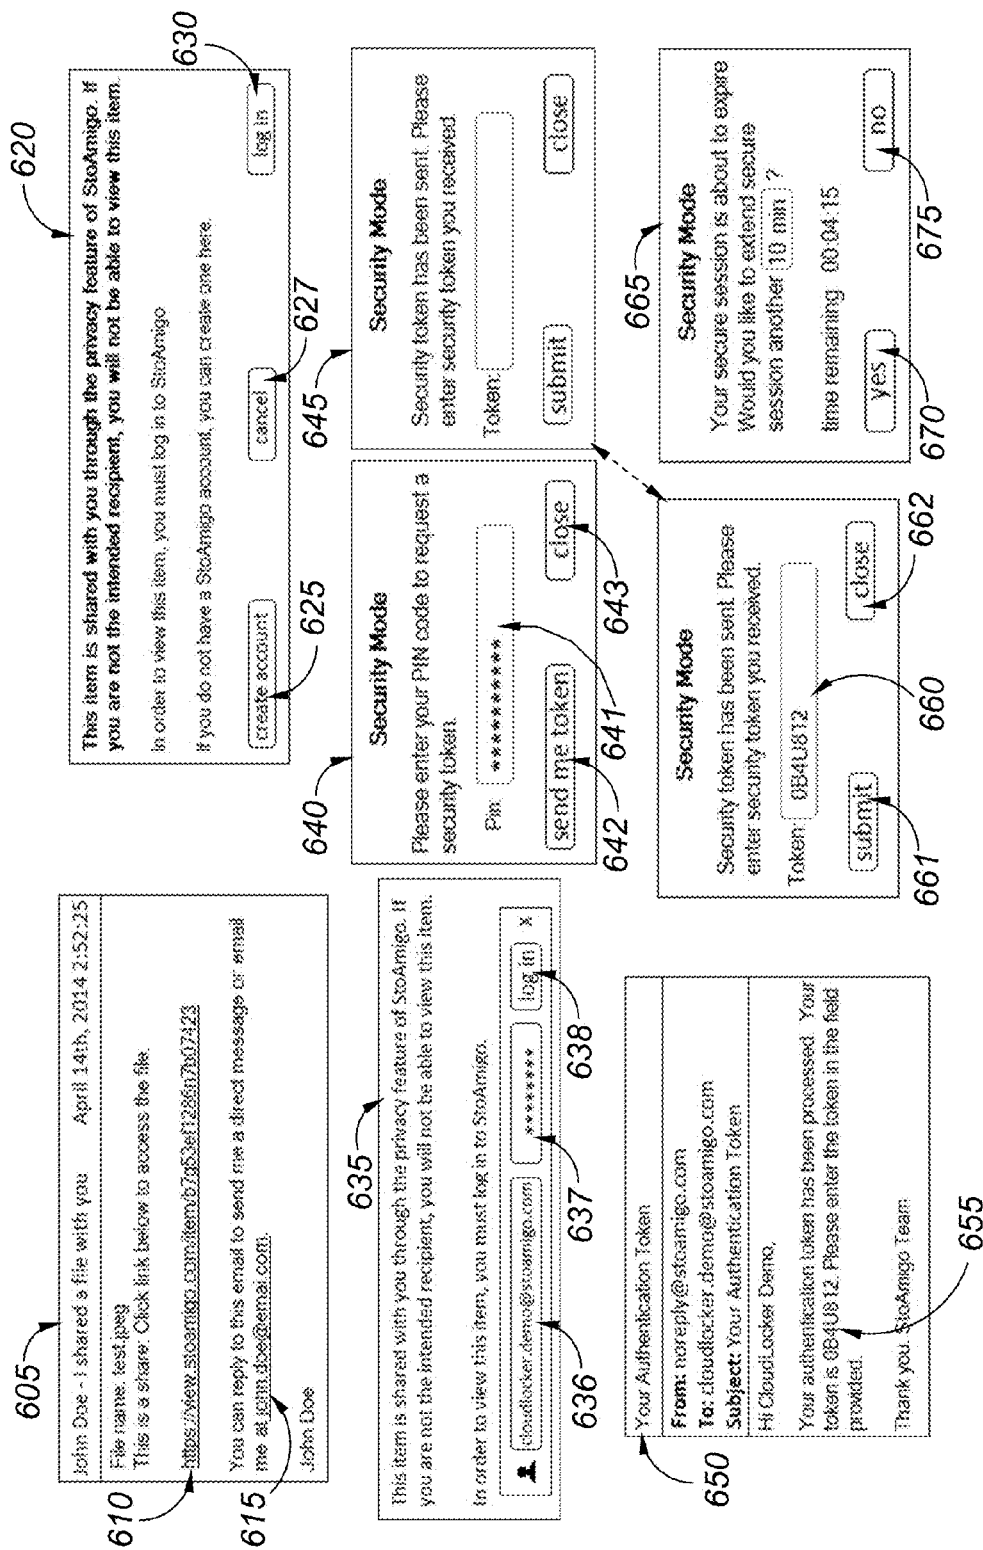 605
John Doe - I shared a file with you April 14th, 2014 2:52:25
File name: test.jpeg
This is a share. Click link below to access the file.
610
https://view.stoamigo.com/item/b7q53ef1286n7b07423
You can reply to this email to send me a direct message or email
me at john.doe@emai.com.
615
John Doe
620
This item is shared with you through the privacy feature of StoAmigo. If
you are not the intended recipient, you will not be able to view this item.
In order to view this item, you must log in to StoAmigo
If you do not have a StoAmigo account, you can create one here.
create account cancel log in
625 627 630
635
This item is shared with you through the privacy feature of StoAmigo. If
you are not the intended recipient, you will not be able to view this item.
In order to view this item, you must log in to StoAmigo.
cloudlocker.demo@stoamigo.com ******** log in x
636 637 638
640
Security Mode
Please enter your PIN code to request a
security token.
Pin: **********
send me token close
642 641 643
645
Security Mode
Security token has been sent. Please
enter security token you received
Token:
submit close
650
Your Authentication Token
From: noreply@stoamigo.com
To: cloudlocker.demo@stoamigo.com
Subject: Your Authentication Token
Hi CloudLocker Demo,
Your authentication token has been processed. Your
token is 0B4U812. Please enter the token in the field
provided.
655
Thank you. StoAmigo Team
Security Mode
Security token has been sent. Please
enter security token you received.
Token: 0B4U812
submit close
661 660 662
665
Security Mode
Your secure session is about to expire
Would you like to extend secure
session another 10 min ?
time remaining 00:04:15
yes no
670 675